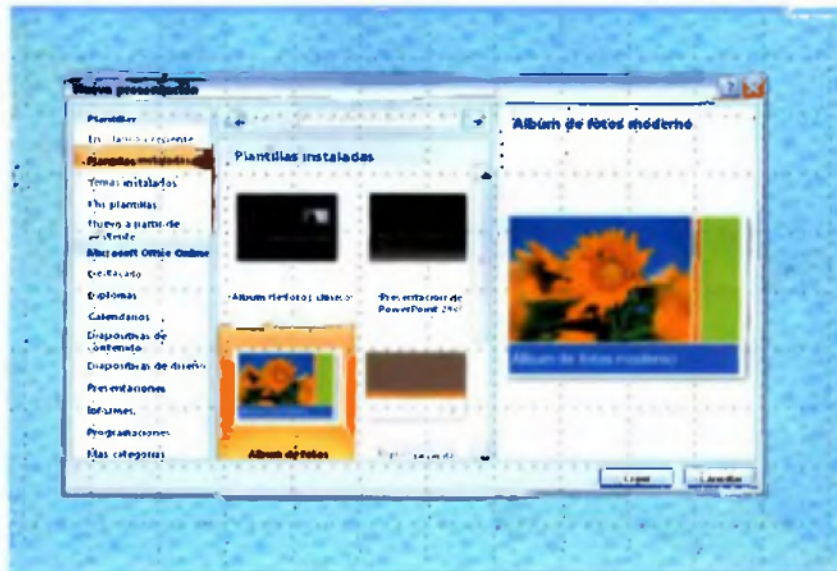 Nueva presentación
Plantillas
Plantillas instaladas
Temas instalados
Mis plantillas
Nuevo a partir de
existente
Microsoft Office Online
Destacado
Diplomas
Calendarios
Diapositivas de
contenido
Diapositivas de diseño
Presentaciones
Informes
Programaciones
Más categorías
Plantillas instaladas
Álbum de fotos clásico
Presentación de
PowerPoint
Álbum de fotos
Álbum de fotos moderno
Álbum de fotos moderno
Crear
Cancelar